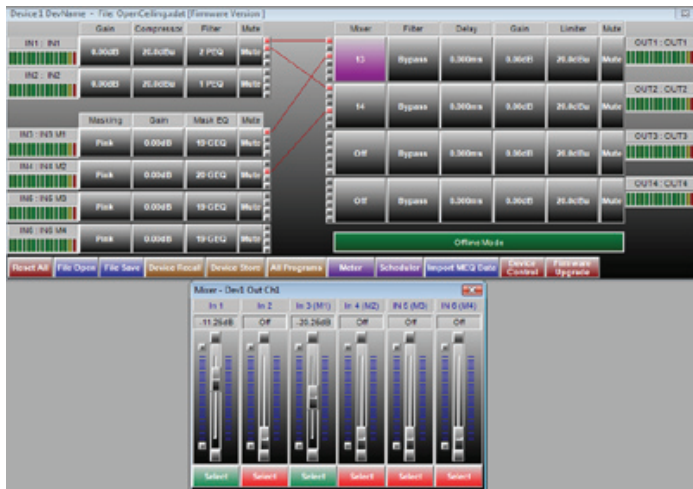 Device 1 DevName - File: OpenCeiling.xdat [Firmware Version ]
Gain Compressor Filter Mute Mixer Filter Delay Gain Limiter Mute
IN1 : IN1 0.00dB 20.0dBu 2 PEQ Mute 13 Bypass 0.000ms 0.00dB 20.0dBu Mute OUT1 : OUT1
IN2 : IN2 0.00dB 20.0dBu 1 PEQ Mute 14 Bypass 0.000ms 0.00dB 20.0dBu Mute OUT2 : OUT2
Masking Gain Mask EQ Mute
IN3 : IN3 M1 Pink 0.00dB 19 GEQ Mute Off Bypass 0.000ms 0.00dB 20.0dBu Mute OUT3 : OUT3
IN4 : IN4 M2 Pink 0.00dB 20 GEQ Mute Off Bypass 0.000ms 0.00dB 20.0dBu Mute OUT4 : OUT4
IN5 : IN5 M3 Pink 0.00dB 19 GEQ Mute
IN6 : IN6 M4 Pink 0.00dB 19 GEQ Mute Offline Mode
Reset All File Open File Save Device Recall Device Store All Programs Meter Scheduler Import MEQ Data Device Control Firmware Upgrade
Mixer - Dev1 Out Ch1
In 1 In 2 In 3 (M1) In 4 (M2) IN 5 (M3) IN 6 (M4)
-11.25dB Off -20.25dB Off Off Off
Select Select Select Select Select Select